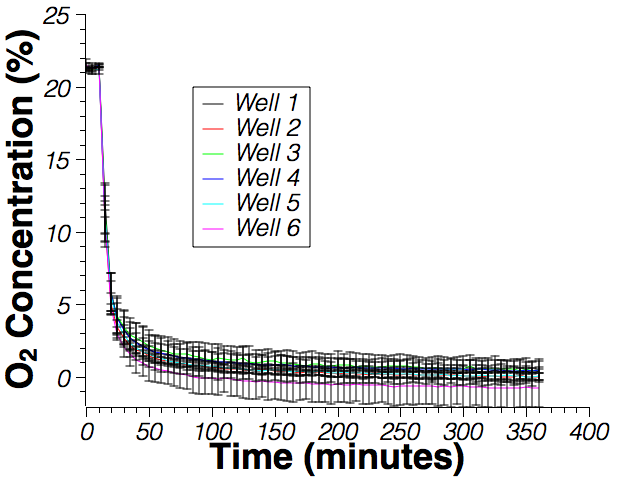 25
20
15
10
5
0
O2 Concentration (%)
Well 1
Well 2
Well 3
Well 4
Well 5
Well 6
0 50 100 150 200 250 300 350 400
Time (minutes)